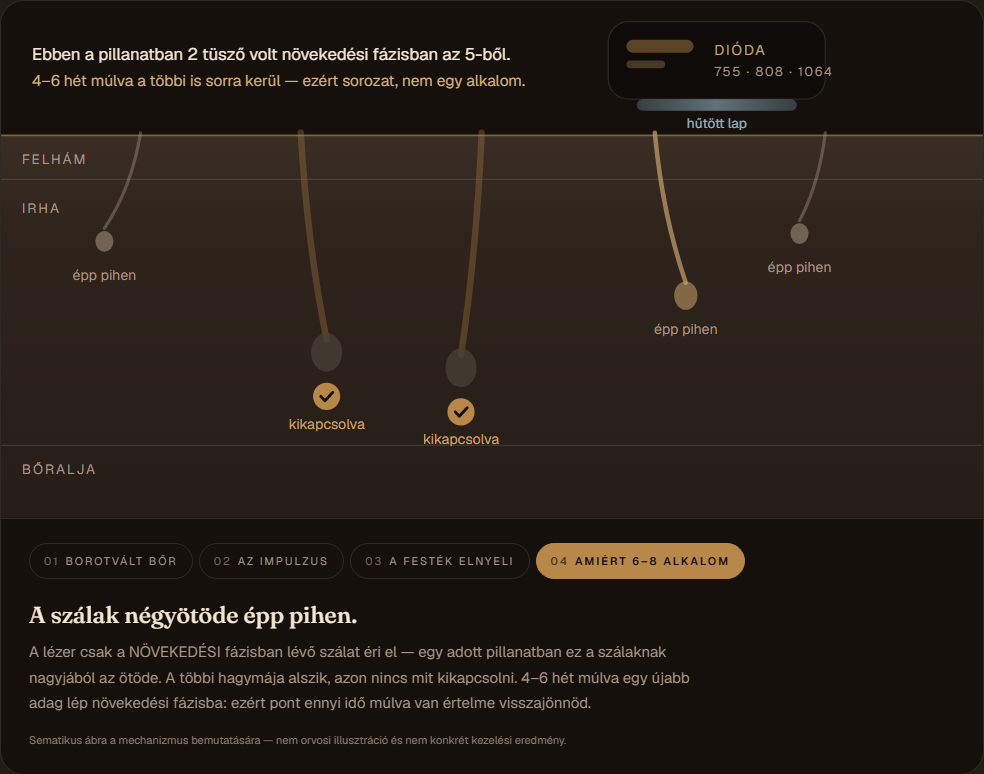 Ebben a pillanatban 2 tüsző volt növekedési fázisban az 5-ből.
4–6 hét múlva a többi is sorra kerül — ezért sorozat, nem egy alkalom.
DIÓDA
755 · 808 · 1064
hűtött lap
FELHÁM
IRHA
épp pihen
épp pihen
épp pihen
kikapcsolva
kikapcsolva
BŐRALJA
01 BOROTVÁLT BŐR
02 AZ IMPULZUS
03 A FESTÉK ELNYELI
04 AMIÉRT 6–8 ALKALOM
A szálak négyötöde épp pihen.
A lézer csak a NÖVEKEDÉSI fázisban lévő szálat éri el — egy adott pillanatban ez a szálaknak
nagyjából az ötöde. A többi hagymája alszik, azon nincs mit kikapcsolni. 4–6 hét múlva egy újabb
adag lép növekedési fázisba: ezért pont ennyi idő múlva van értelme visszajönnöd.
Sematikus ábra a mechanizmus bemutatására — nem orvosi illusztráció és nem konkrét kezelési eredmény.